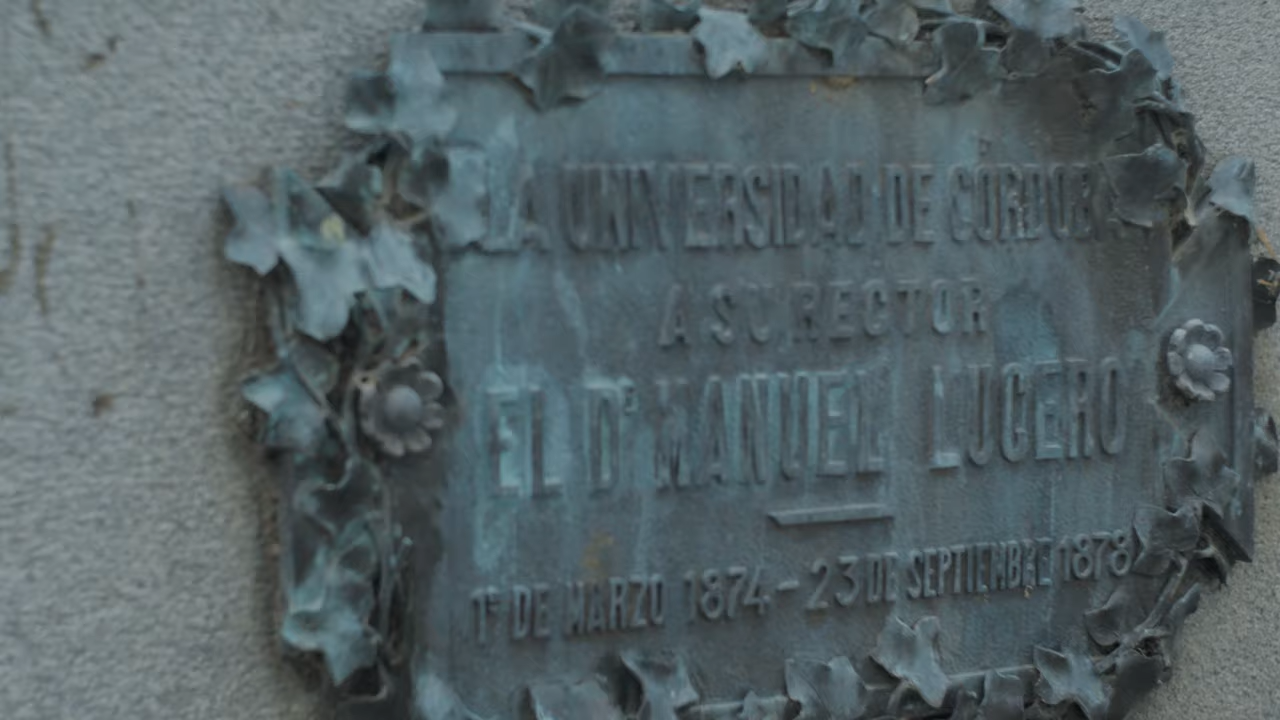 LA UNIVERSIDAD DE CORDOBA
A SU RECTOR
EL Dr MANUEL LUCERO
1º DE MARZO 1874 - 23 DE SEPTIEMBRE 1878